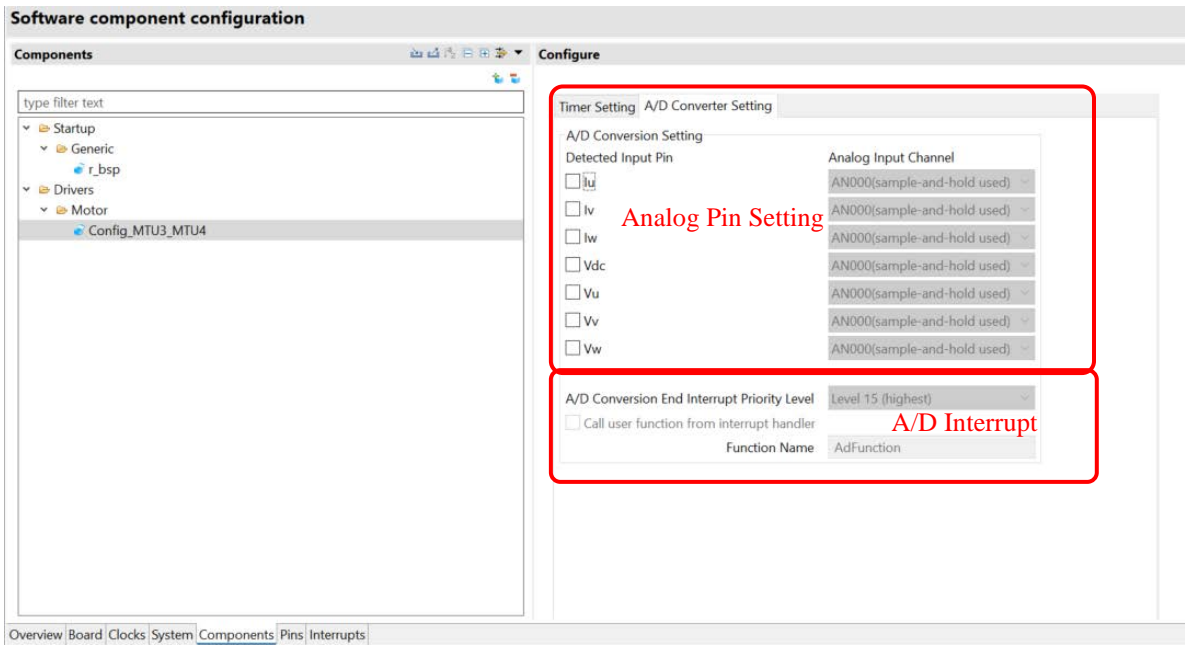 Software component configuration
Components
Configure
type filter text
Startup
Generic
r_bsp
Drivers
Motor
Config_MTU3_MTU4
Timer Setting A/D Converter Setting
A/D Conversion Setting
Detected Input Pin Analog Input Channel
Iu AN000(sample-and-hold used)
Iv AN000(sample-and-hold used)
Analog Pin Setting
Iw AN000(sample-and-hold used)
Vdc AN000(sample-and-hold used)
Vu AN000(sample-and-hold used)
Vv AN000(sample-and-hold used)
Vw AN000(sample-and-hold used)
A/D Conversion End Interrupt Priority Level Level 15 (highest)
Call user function from interrupt handler
A/D Interrupt
Function Name AdFunction
Overview Board Clocks System Components Pins Interrupts